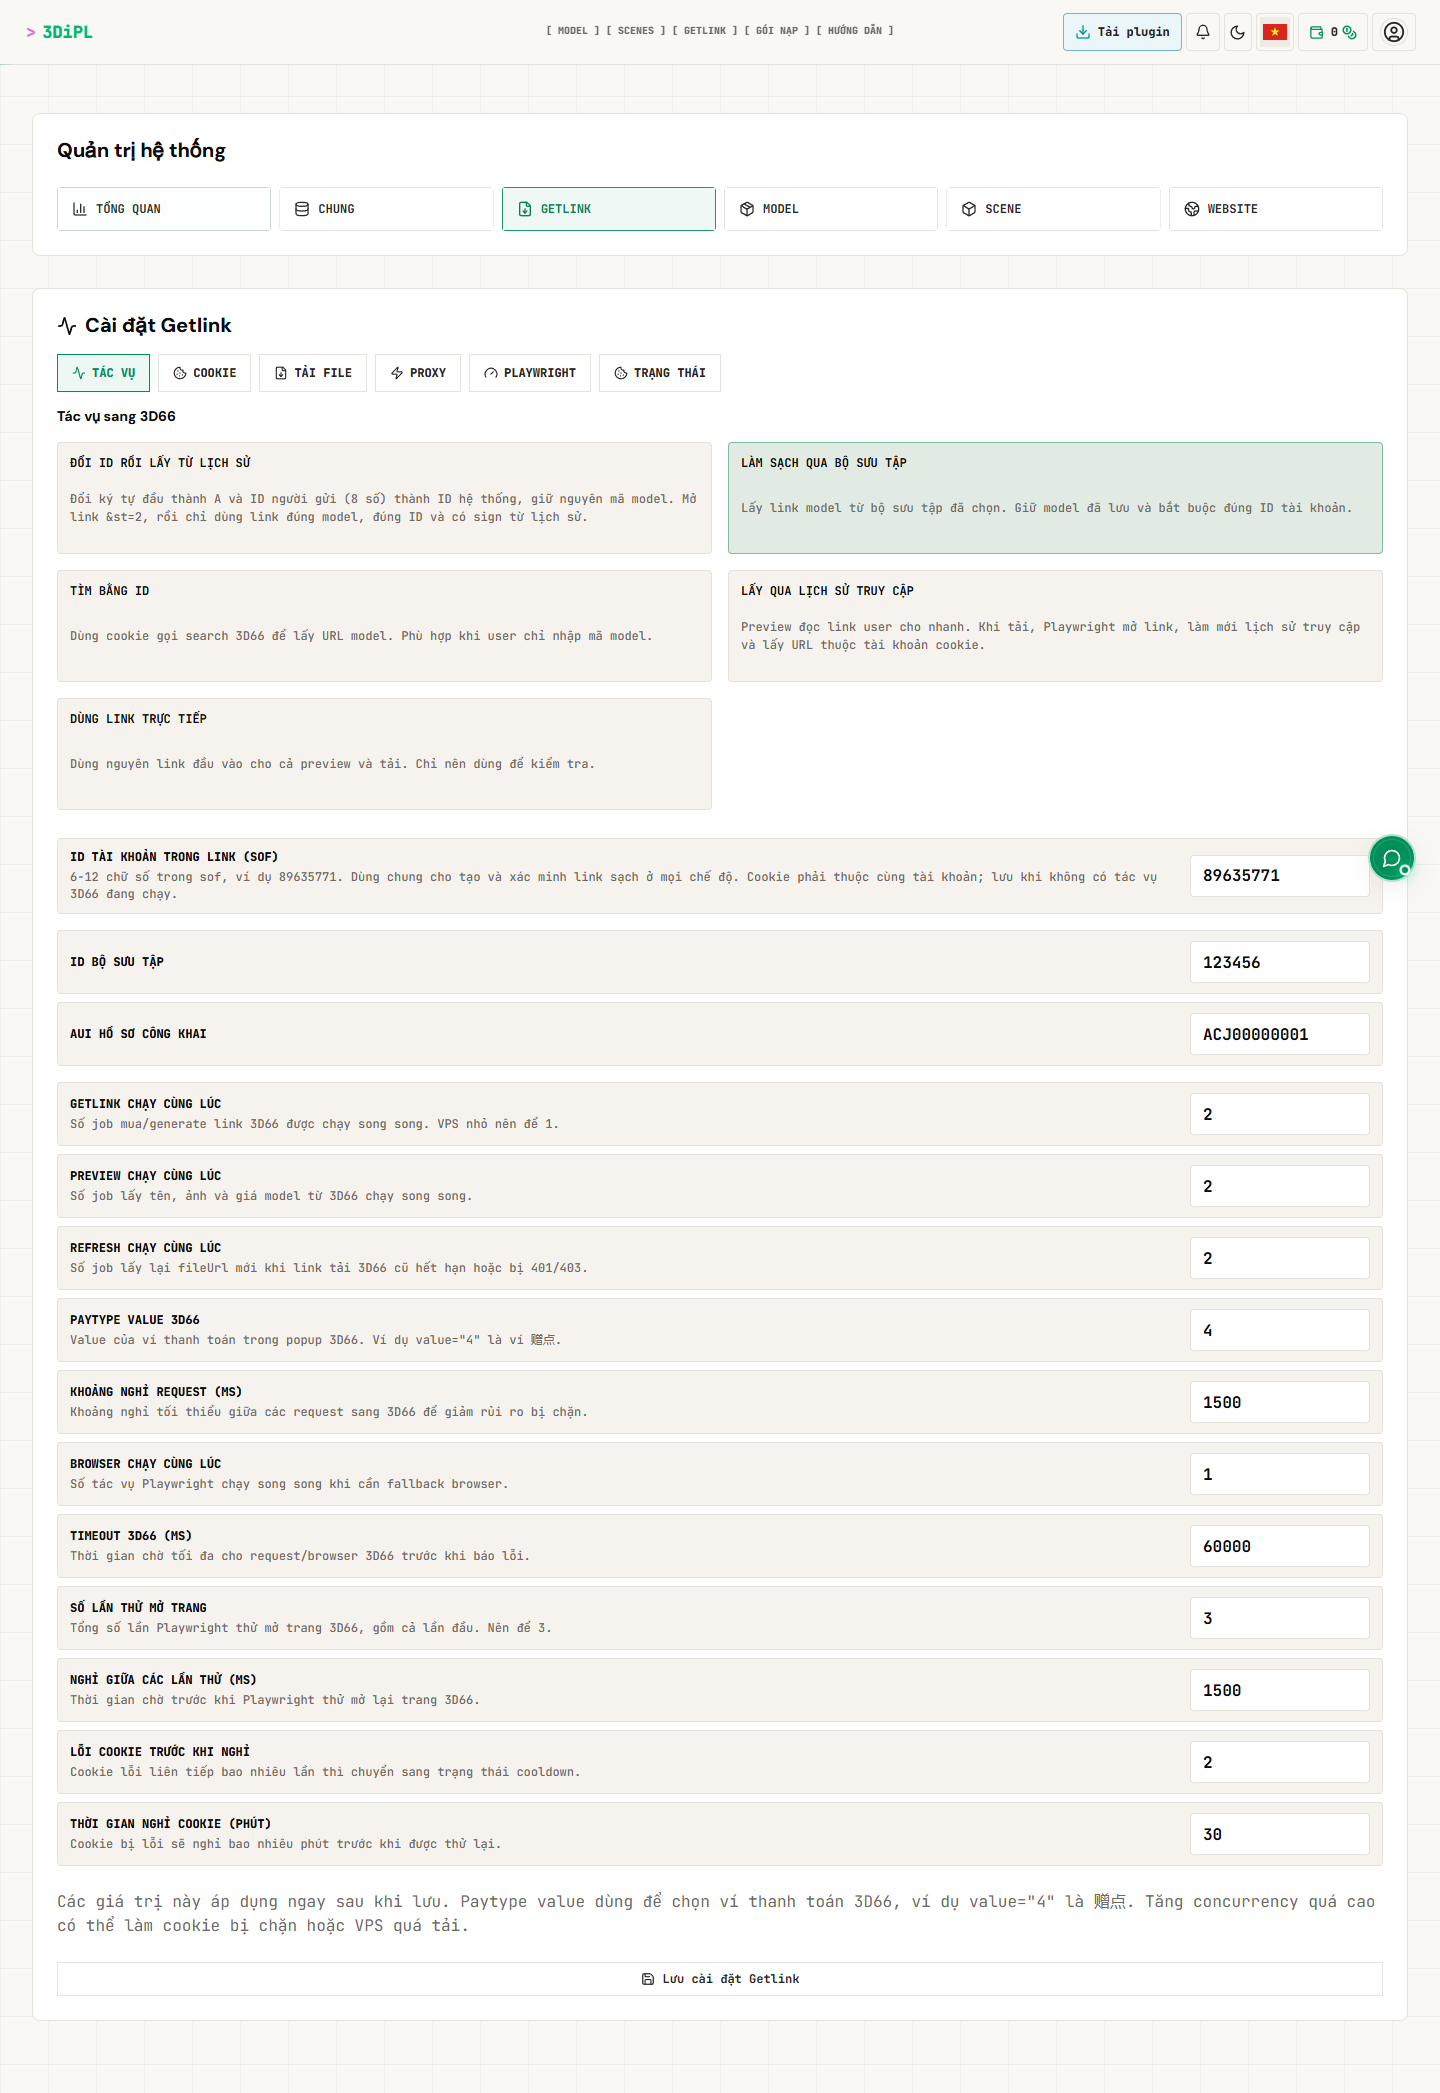 > 3DiPL
[ MODEL ] [ SCENES ] [ GETLINK ] [ GÓI NẠP ] [ HƯỚNG DẪN ]
Tải plugin
0
Quản trị hệ thống
TỔNG QUAN
CHUNG
GETLINK
MODEL
SCENE
WEBSITE
Cài đặt Getlink
TÁC VỤ
COOKIE
TẢI FILE
PROXY
PLAYWRIGHT
TRẠNG THÁI
Tác vụ sang 3D66
ĐỔI ID RỒI LẤY TỪ LỊCH SỬ
Đổi ký tự đầu thành A và ID người gửi (8 số) thành ID hệ thống, giữ nguyên mã model. Mở
link &st=2, rồi chỉ dùng link đúng model, đúng ID và có sign từ lịch sử.
LÀM SẠCH QUA BỘ SƯU TẬP
Lấy link model từ bộ sưu tập đã chọn. Giữ model đã lưu và bắt buộc đúng ID tài khoản.
TÌM BẰNG ID
Dùng cookie gọi search 3D66 để lấy URL model. Phù hợp khi user chỉ nhập mã model.
LẤY QUA LỊCH SỬ TRUY CẬP
Preview đọc link user cho nhanh. Khi tải, Playwright mở link, làm mới lịch sử truy cập
và lấy URL thuộc tài khoản cookie.
DÙNG LINK TRỰC TIẾP
Dùng nguyên link đầu vào cho cả preview và tải. Chỉ nên dùng để kiểm tra.
ID TÀI KHOẢN TRONG LINK (SOF)
6-12 chữ số trong sof, ví dụ 89635771. Dùng chung cho tạo và xác minh link sạch ở mọi chế độ. Cookie phải thuộc cùng tài khoản; lưu khi không có tác vụ
3D66 đang chạy.
89635771
ID BỘ SƯU TẬP
123456
AUI HỒ SƠ CÔNG KHAI
ACJ00000001
GETLINK CHẠY CÙNG LÚC
Số job mua/generate link 3D66 được chạy song song. VPS nhỏ nên để 1.
2
PREVIEW CHẠY CÙNG LÚC
Số job lấy tên, ảnh và giá model từ 3D66 chạy song song.
2
REFRESH CHẠY CÙNG LÚC
Số job lấy lại fileUrl mới khi link tải 3D66 cũ hết hạn hoặc bị 401/403.
2
PAYTYPE VALUE 3D66
Value của ví thanh toán trong popup 3D66. Ví dụ value="4" là ví 赠点.
4
KHOẢNG NGHỈ REQUEST (MS)
Khoảng nghỉ tối thiểu giữa các request sang 3D66 để giảm rủi ro bị chặn.
1500
BROWSER CHẠY CÙNG LÚC
Số tác vụ Playwright chạy song song khi cần fallback browser.
1
TIMEOUT 3D66 (MS)
Thời gian chờ tối đa cho request/browser 3D66 trước khi báo lỗi.
60000
SỐ LẦN THỬ MỞ TRANG
Tổng số lần Playwright thử mở trang 3D66, gồm cả lần đầu. Nên để 3.
3
NGHỈ GIỮA CÁC LẦN THỬ (MS)
Thời gian chờ trước khi Playwright thử mở lại trang 3D66.
1500
LỖI COOKIE TRƯỚC KHI NGHỈ
Cookie lỗi liên tiếp bao nhiêu lần thì chuyển sang trạng thái cooldown.
2
THỜI GIAN NGHỈ COOKIE (PHÚT)
Cookie bị lỗi sẽ nghỉ bao nhiêu phút trước khi được thử lại.
30
Các giá trị này áp dụng ngay sau khi lưu. Paytype value dùng để chọn ví thanh toán 3D66, ví dụ value="4" là 赠点. Tăng concurrency quá cao
có thể làm cookie bị chặn hoặc VPS quá tải.
Lưu cài đặt Getlink